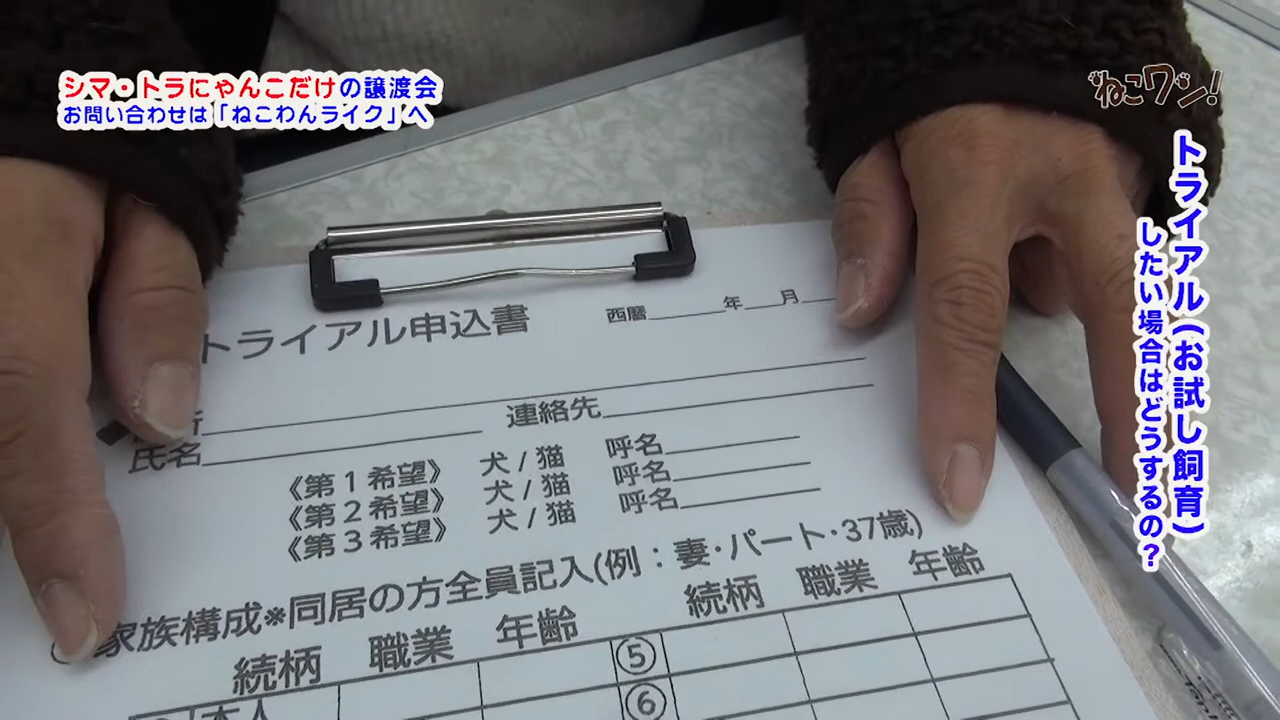 シマ・トラにゃんこだけの譲渡会
お問い合わせは「ねこわんライク」へ
ねこワン!
トライアル(お試し飼育)
したい場合はどうするの?
トライアル申込書
西暦 年 月
所
連絡先
氏名
《第1希望》 犬/猫 呼名
《第2希望》 犬/猫 呼名
《第3希望》 犬/猫 呼名
家族構成※同居の方全員記入(例:妻・パート・37歳)
続柄 職業 年齢 続柄 職業 年齢
本人 ⑤
⑥